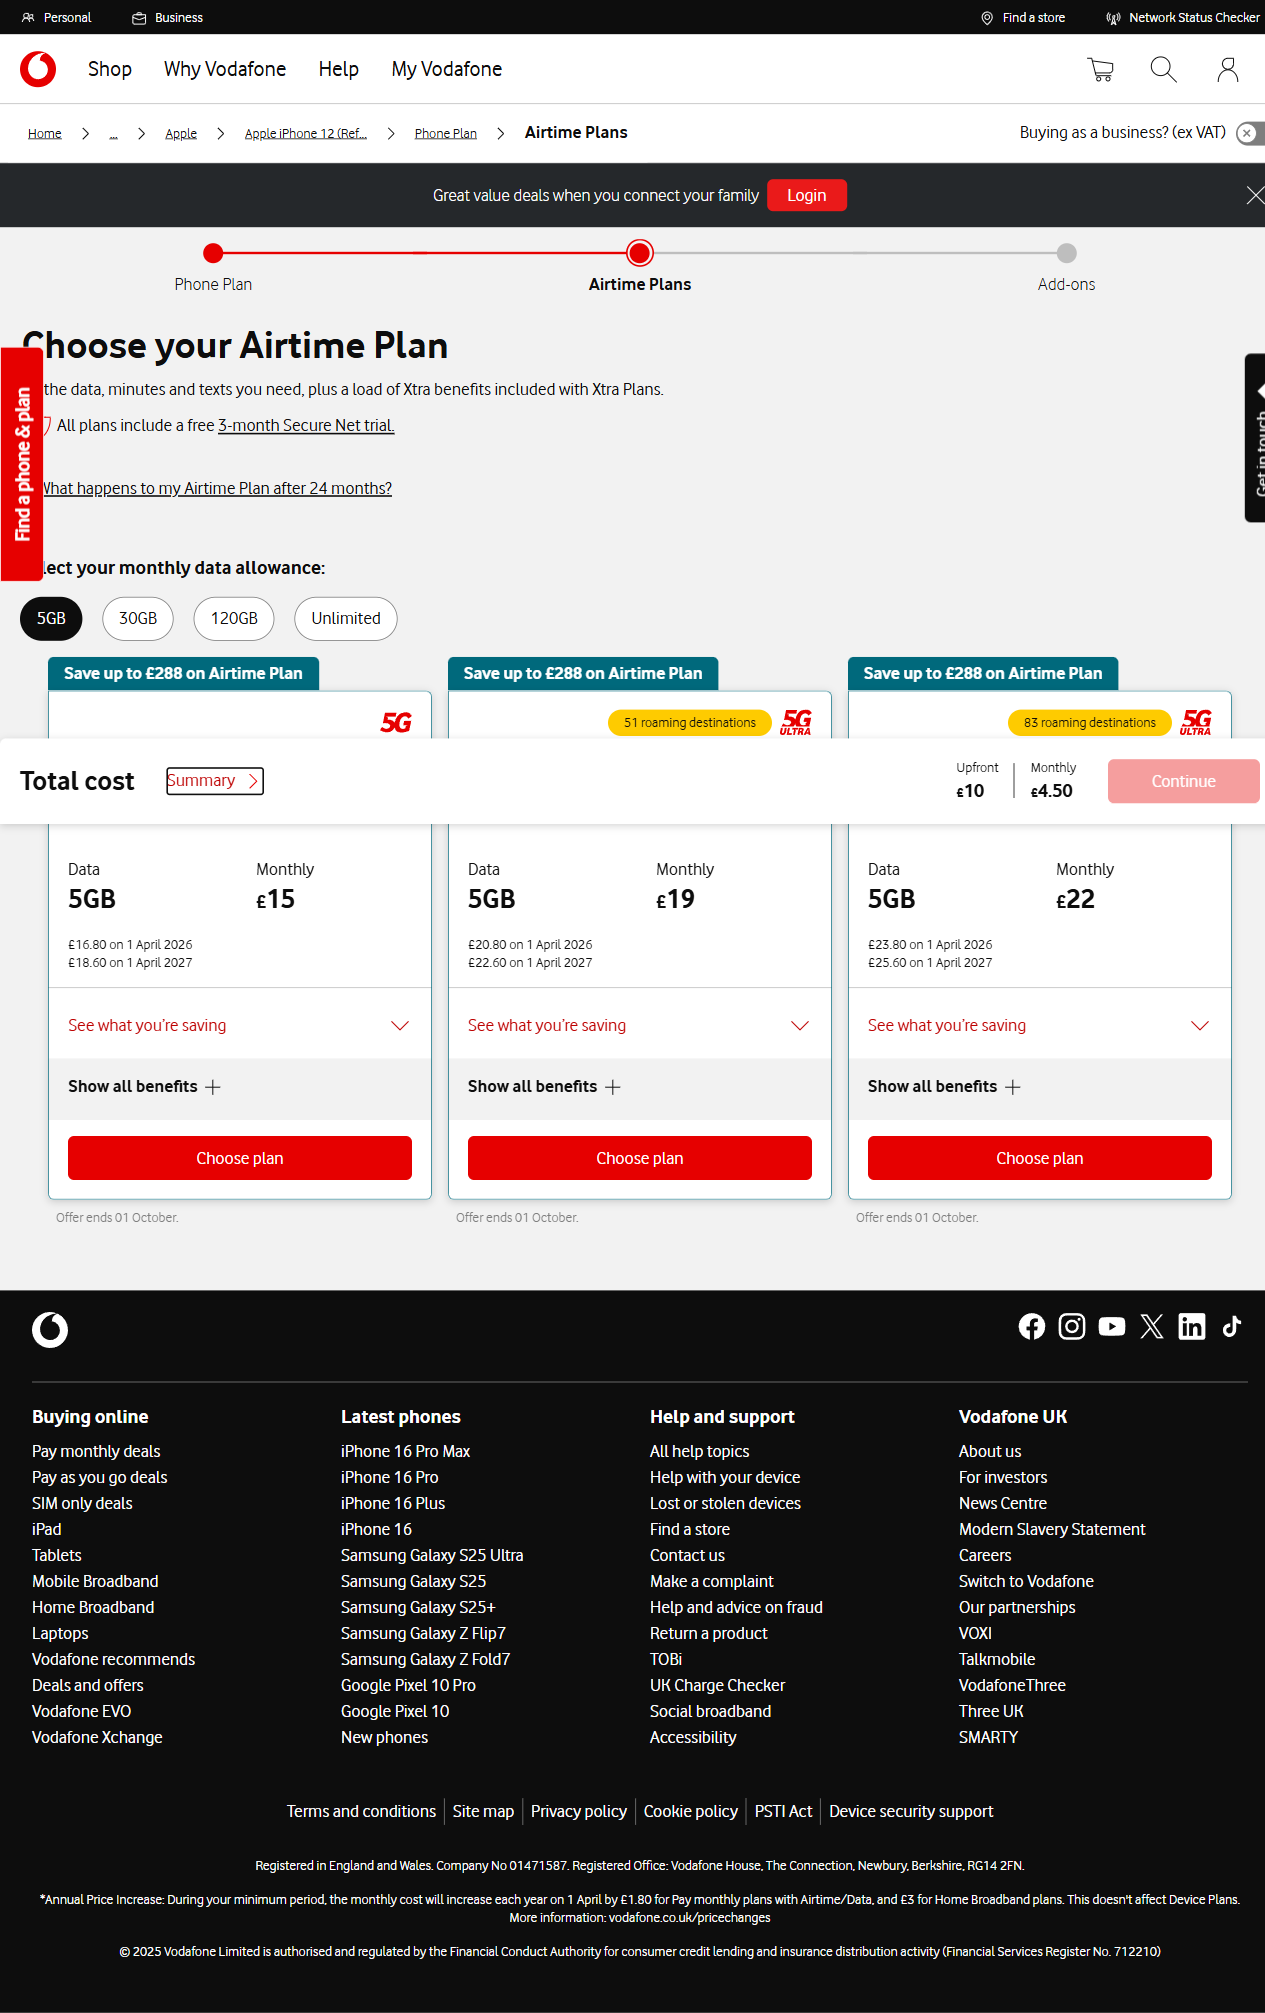 Personal
Business
Find a store
Network Status Checker
Shop
Why Vodafone
Help
My Vodafone
Home
...
Apple
Apple iPhone 12 (Ref...
Phone Plan
Airtime Plans
Buying as a business? (ex VAT)
Great value deals when you connect your family
Login
Phone Plan
Airtime Plans
Add-ons
Choose your Airtime Plan
the data, minutes and texts you need, plus a load of Xtra benefits included with Xtra Plans.
All plans include a free 3-month Secure Net trial.
Find a phone & plan
Get in touch
What happens to my Airtime Plan after 24 months?
lect your monthly data allowance:
5GB
30GB
120GB
Unlimited
Save up to £288 on Airtime Plan
Save up to £288 on Airtime Plan
Save up to £288 on Airtime Plan
5G
51 roaming destinations
5G ULTRA
83 roaming destinations
5G ULTRA
Total cost
Summary
Upfront
£10
Monthly
£4.50
Continue
Data
5GB
Monthly
£15
£16.80 on 1 April 2026
£18.60 on 1 April 2027
See what you're saving
Show all benefits
Choose plan
Offer ends 01 October.
Data
5GB
Monthly
£19
£20.80 on 1 April 2026
£22.60 on 1 April 2027
See what you're saving
Show all benefits
Choose plan
Offer ends 01 October.
Data
5GB
Monthly
£22
£23.80 on 1 April 2026
£25.60 on 1 April 2027
See what you're saving
Show all benefits
Choose plan
Offer ends 01 October.
Buying online
Pay monthly deals
Pay as you go deals
SIM only deals
iPad
Tablets
Mobile Broadband
Home Broadband
Laptops
Vodafone recommends
Deals and offers
Vodafone EVO
Vodafone Xchange
Latest phones
iPhone 16 Pro Max
iPhone 16 Pro
iPhone 16 Plus
iPhone 16
Samsung Galaxy S25 Ultra
Samsung Galaxy S25
Samsung Galaxy S25+
Samsung Galaxy Z Flip7
Samsung Galaxy Z Fold7
Google Pixel 10 Pro
Google Pixel 10
New phones
Help and support
All help topics
Help with your device
Lost or stolen devices
Find a store
Contact us
Make a complaint
Help and advice on fraud
Return a product
TOBi
UK Charge Checker
Social broadband
Accessibility
Vodafone UK
About us
For investors
News Centre
Modern Slavery Statement
Careers
Switch to Vodafone
Our partnerships
VOXI
Talkmobile
VodafoneThree
Three UK
SMARTY
Terms and conditions
Site map
Privacy policy
Cookie policy
PSTI Act
Device security support
Registered in England and Wales. Company No 01471587. Registered Office: Vodafone House, The Connection, Newbury, Berkshire, RG14 2FN.
*Annual Price Increase: During your minimum period, the monthly cost will increase each year on 1 April by £1.80 for Pay monthly plans with Airtime/Data, and £3 for Home Broadband plans. This doesn't affect Device Plans.
More information: vodafone.co.uk/pricechanges
© 2025 Vodafone Limited is authorised and regulated by the Financial Conduct Authority for consumer credit lending and insurance distribution activity (Financial Services Register No. 712210)